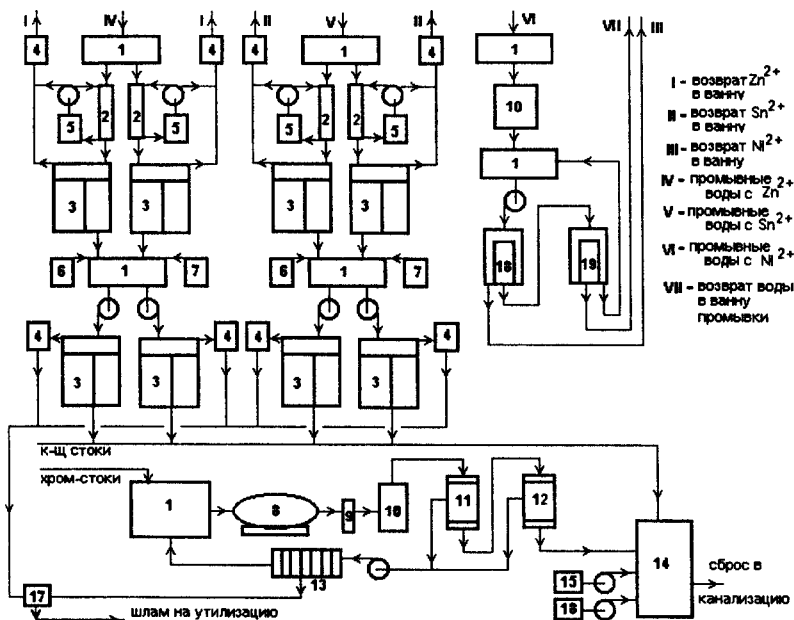 I IV I II V II VI VII III
4 1 4 4 1 4 1
2 2 2 2 10
5 5 5 5
1
3 3 3 3
18 19
6 1 7 6 1 7
4 4 4 4
3 3 3 3
I - возврат Zn2+
в ванну
II - возврат Sn2+
в ванну
III - возврат Ni2+
в ванну
IV - промывные
воды с Zn2+
V - промывные
воды с Sn2+
VI - промывные
воды с Ni2+
VII - возврат воды
в ванну
промывки
к-щ стоки
хром-стоки
1 8 9 10 11 12
13
14
15
16
17
сброс в
канализацию
шлам на утилизацию